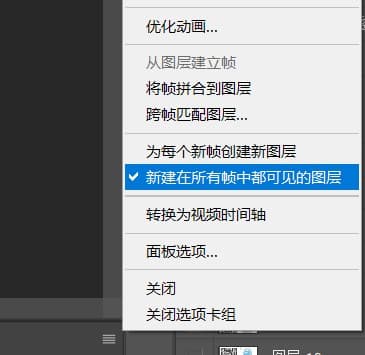 优化动画...
从图层建立帧
将帧拼合到图层
跨帧匹配图层...
为每个新帧创建新图层
新建在所有帧中都可见的图层
转换为视频时间轴
面板选项...
关闭
关闭选项卡组